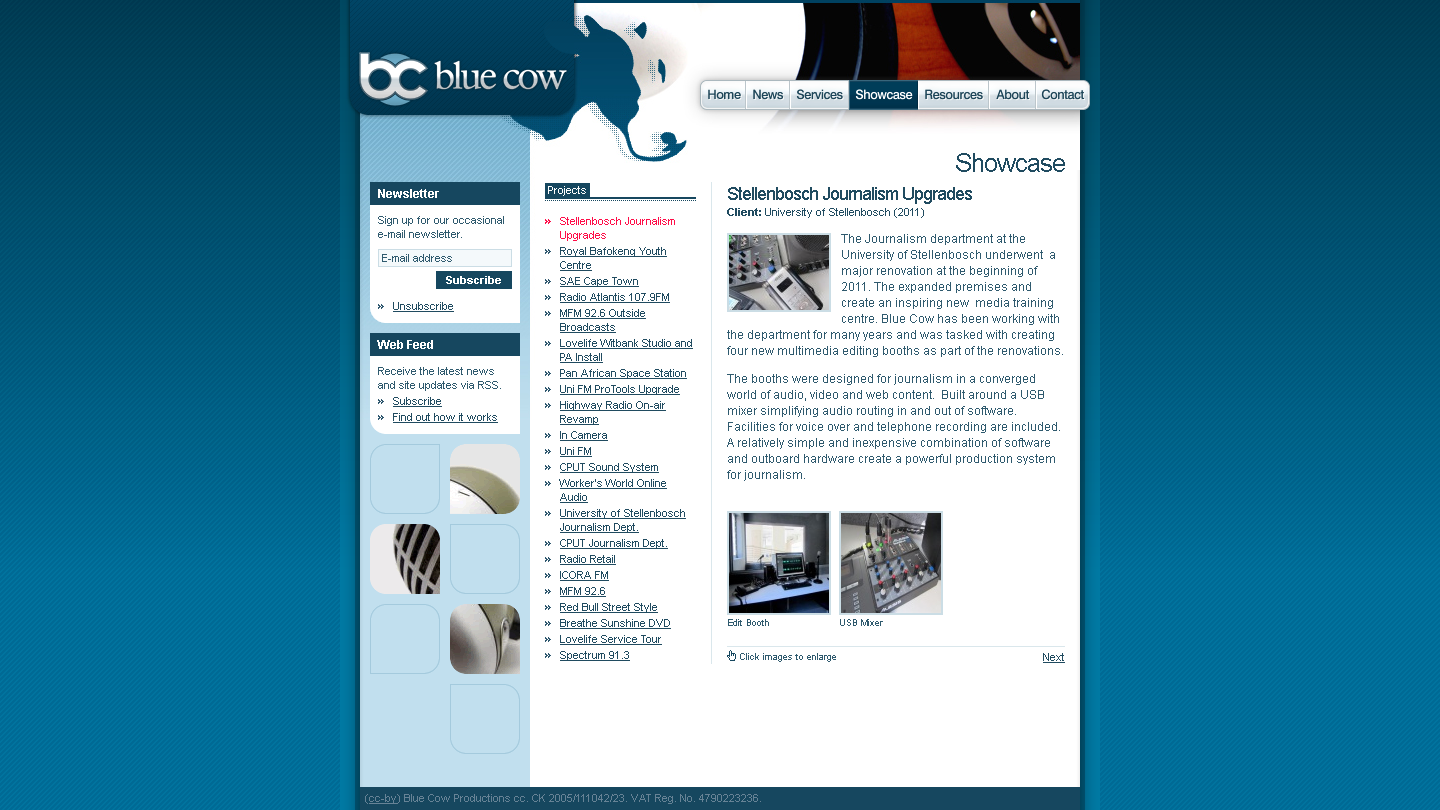 bc blue cow
Home News Services Showcase Resources About Contact
Showcase
Newsletter
Sign up for our occasional
e-mail newsletter.
E-mail address
Subscribe
Unsubscribe
Web Feed
Receive the latest news
and site updates via RSS.
Subscribe
Find out how it works
Projects
Stellenbosch Journalism
Upgrades
Royal Bafokeng Youth
Centre
SAE Cape Town
Radio Atlantis 107.9FM
MFM 92.6 Outside
Broadcasts
Lovelife Witbank Studio and
PA Install
Pan African Space Station
Uni FM ProTools Upgrade
Highway Radio On-air
Revamp
In Camera
Uni FM
CPUT Sound System
Worker's World Online
Audio
University of Stellenbosch
Journalism Dept.
CPUT Journalism Dept.
Radio Retail
ICORA FM
MFM 92.6
Red Bull Street Style
Breathe Sunshine DVD
Lovelife Service Tour
Spectrum 91.3
Stellenbosch Journalism Upgrades
Client: University of Stellenbosch (2011)
The Journalism department at the
University of Stellenbosch underwent a
major renovation at the beginning of
2011. The expanded premises and
create an inspiring new media training
centre. Blue Cow has been working with
the department for many years and was tasked with creating
four new multimedia editing booths as part of the renovations.
The booths were designed for journalism in a converged
world of audio, video and web content. Built around a USB
mixer simplifying audio routing in and out of software.
Facilities for voice over and telephone recording are included.
A relatively simple and inexpensive combination of software
and outboard hardware create a powerful production system
for journalism.
Edit Booth
USB Mixer
Click images to enlarge
Next
(cc-by) Blue Cow Productions cc. CK 2005/111042/23. VAT Reg. No. 4790223236.